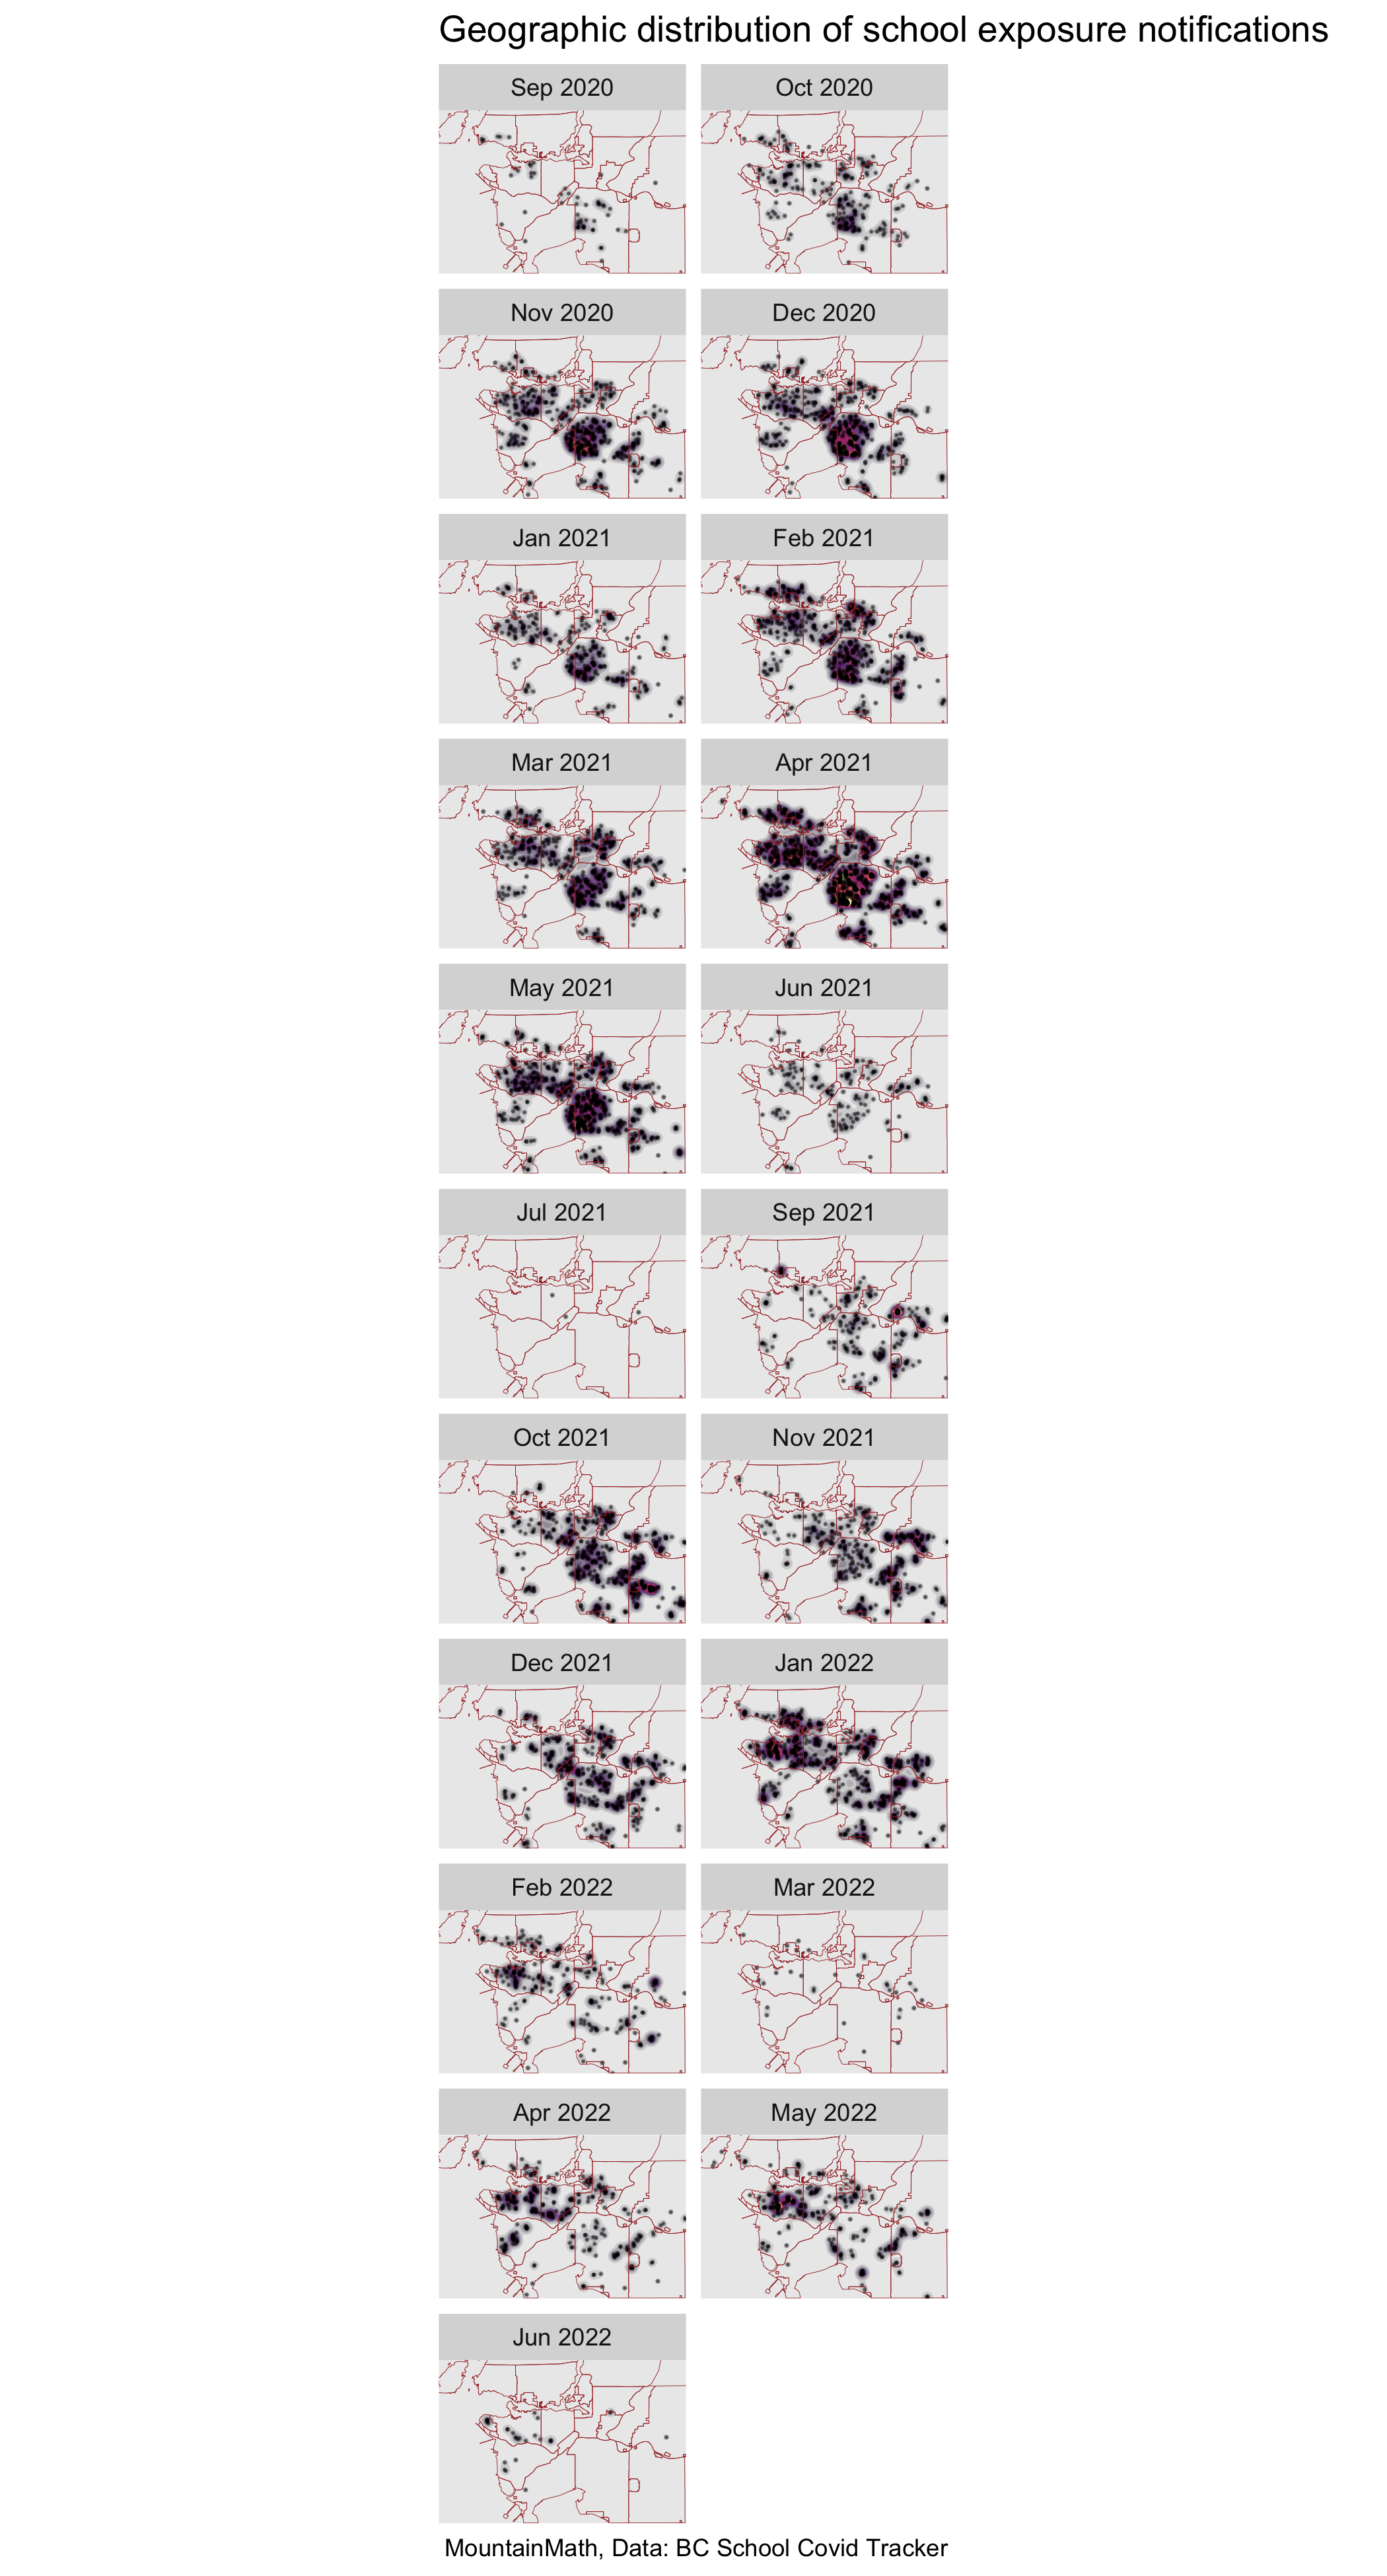 Geographic distribution of school exposure notifications
Sep 2020
Oct 2020
Nov 2020
Dec 2020
Jan 2021
Feb 2021
Mar 2021
Apr 2021
May 2021
Jun 2021
Jul 2021
Sep 2021
Oct 2021
Nov 2021
Dec 2021
Jan 2022
Feb 2022
Mar 2022
Apr 2022
May 2022
Jun 2022
MountainMath, Data: BC School Covid Tracker